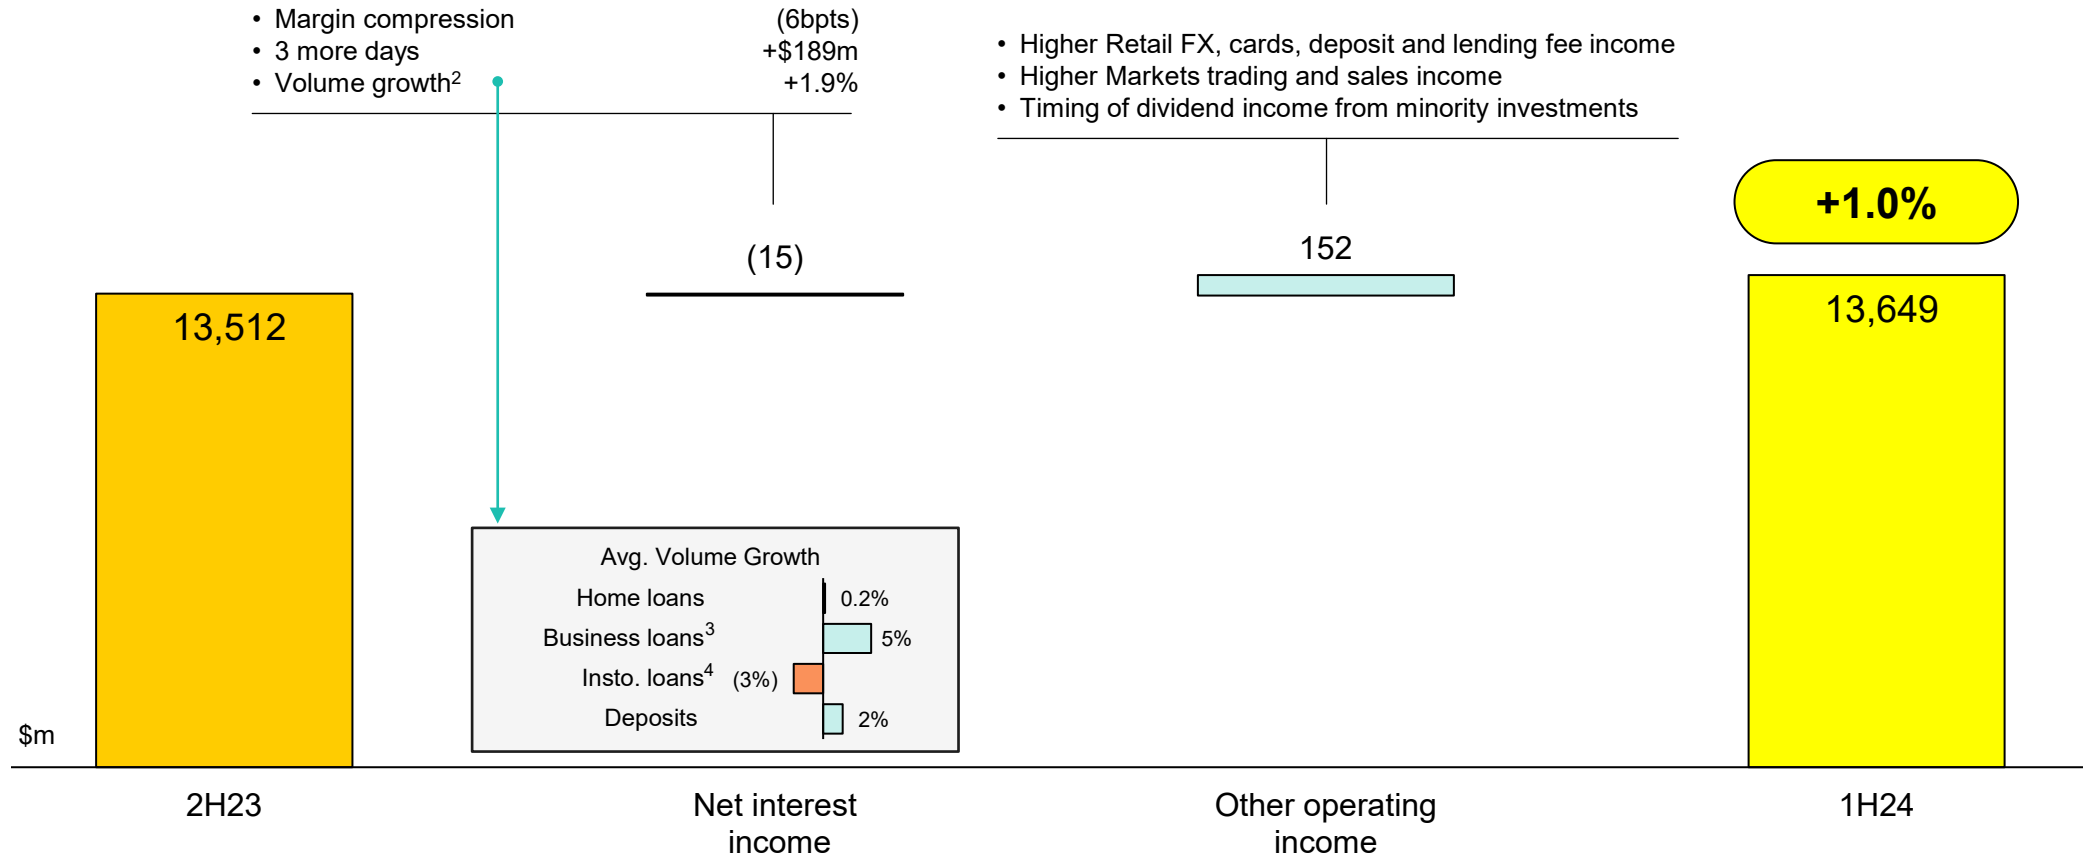 • Margin compression (6bpts)
• 3 more days +$189m
• Volume growth2 +1.9%
• Higher Retail FX, cards, deposit and lending fee income
• Higher Markets trading and sales income
• Timing of dividend income from minority investments
+1.0%
(15)
152
13,512
13,649
Avg. Volume Growth
Home loans 0.2%
Business loans3 5%
Insto. loans4 (3%)
Deposits 2%
$m
2H23
Net interest
income
Other operating
income
1H24